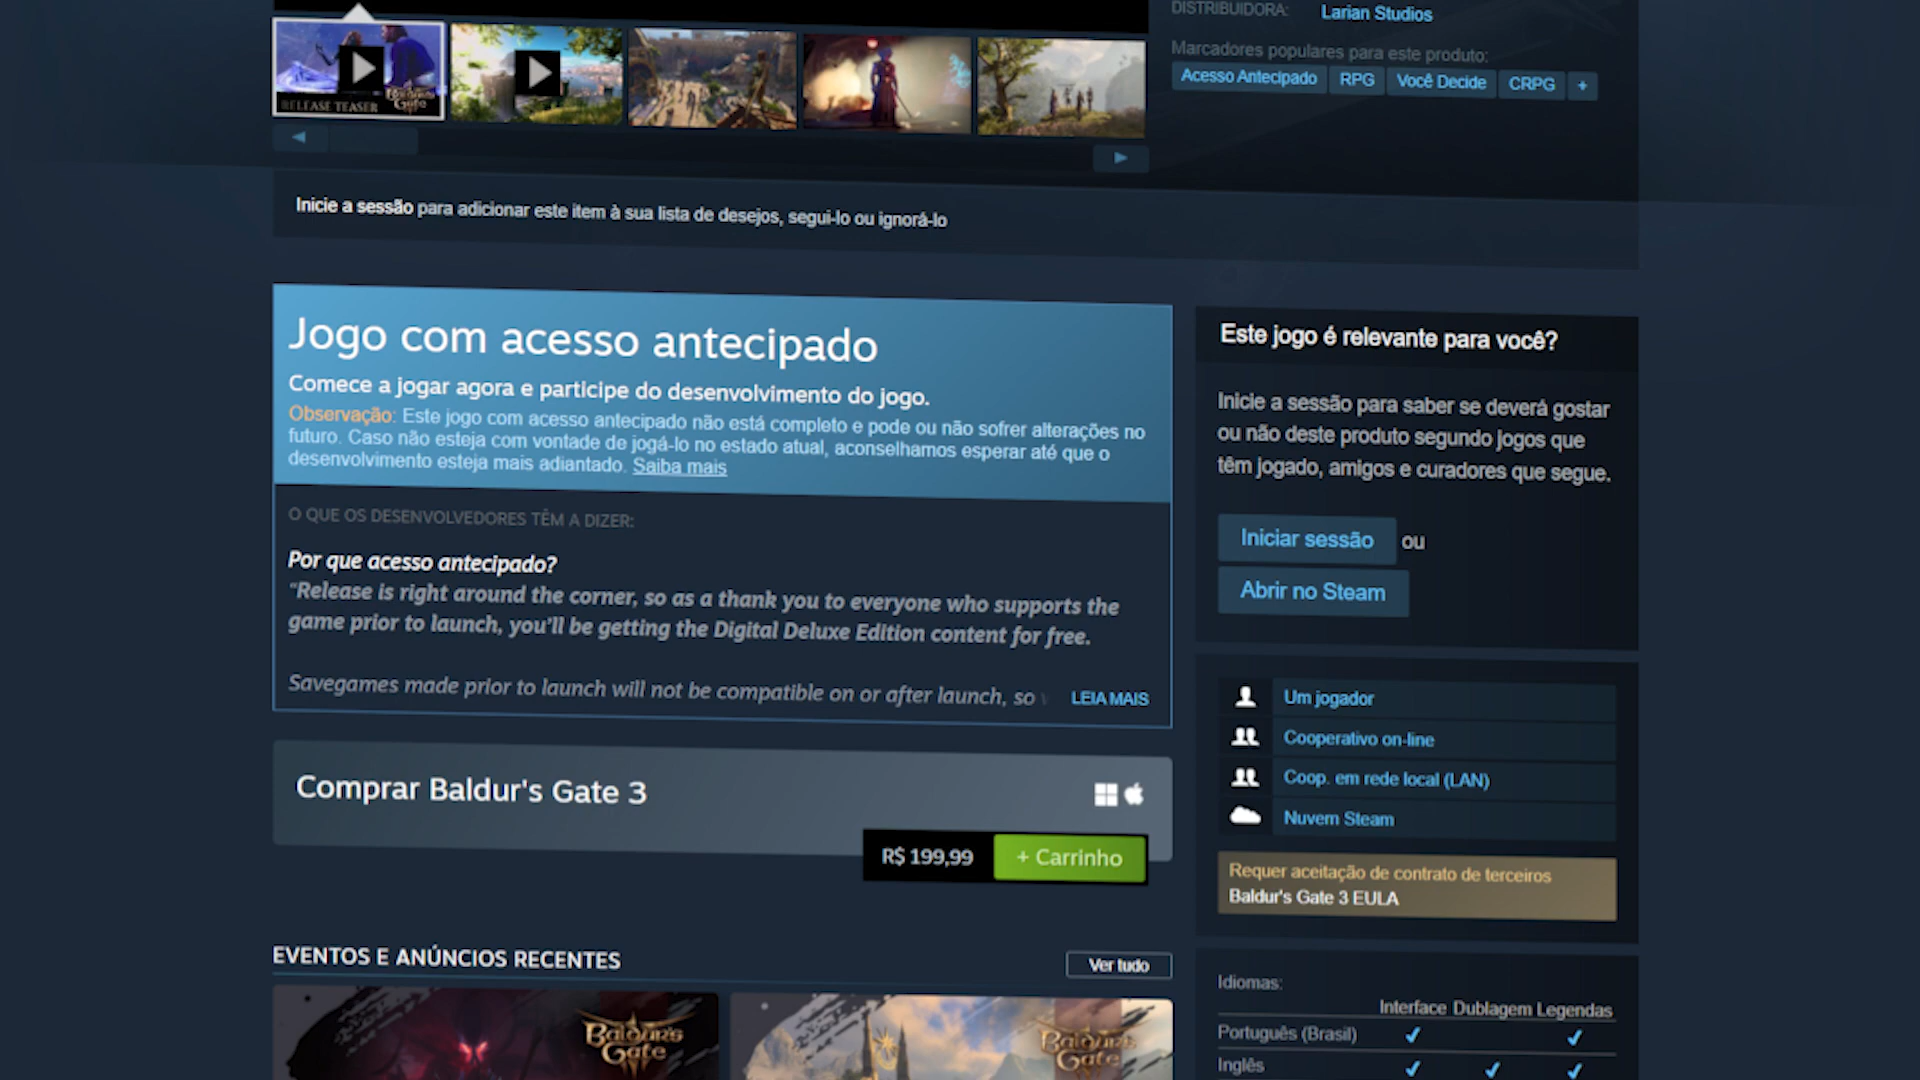 DISTRIBUIDORA: Larian Studios
Marcadores populares para este produto:
Acesso Antecipado RPG Você Decide CRPG +
RELEASE TEASER
Baldur's Gate
Inicie a sessão para adicionar este item à sua lista de desejos, segui-lo ou ignorá-lo
Jogo com acesso antecipado
Comece a jogar agora e participe do desenvolvimento do jogo.
Observação: Este jogo com acesso antecipado não está completo e pode ou não sofrer alterações no
futuro. Caso não esteja com vontade de jogá-lo no estado atual, aconselhamos esperar até que o
desenvolvimento esteja mais adiantado. Saiba mais
O QUE OS DESENVOLVEDORES TÊM A DIZER:
Por que acesso antecipado?
"Release is right around the corner, so as a thank you to everyone who supports the
game prior to launch, you'll be getting the Digital Deluxe Edition content for free.
Savegames made prior to launch will not be compatible on or after launch, so
LEIA MAIS
Comprar Baldur's Gate 3
R$ 199,99 + Carrinho
EVENTOS E ANÚNCIOS RECENTES
Ver tudo
Baldur's
Gate
Baldur's
Gate
Este jogo é relevante para você?
Inicie a sessão para saber se deverá gostar
ou não deste produto segundo jogos que
têm jogado, amigos e curadores que segue.
Iniciar sessão ou
Abrir no Steam
Um jogador
Cooperativo on-line
Coop. em rede local (LAN)
Nuvem Steam
Requer aceitação de contrato de terceiros
Baldur's Gate 3 EULA
Idiomas:
Interface Dublagem Legendas
Português (Brasil) ✔ ✔
Inglês ✔ ✔ ✔